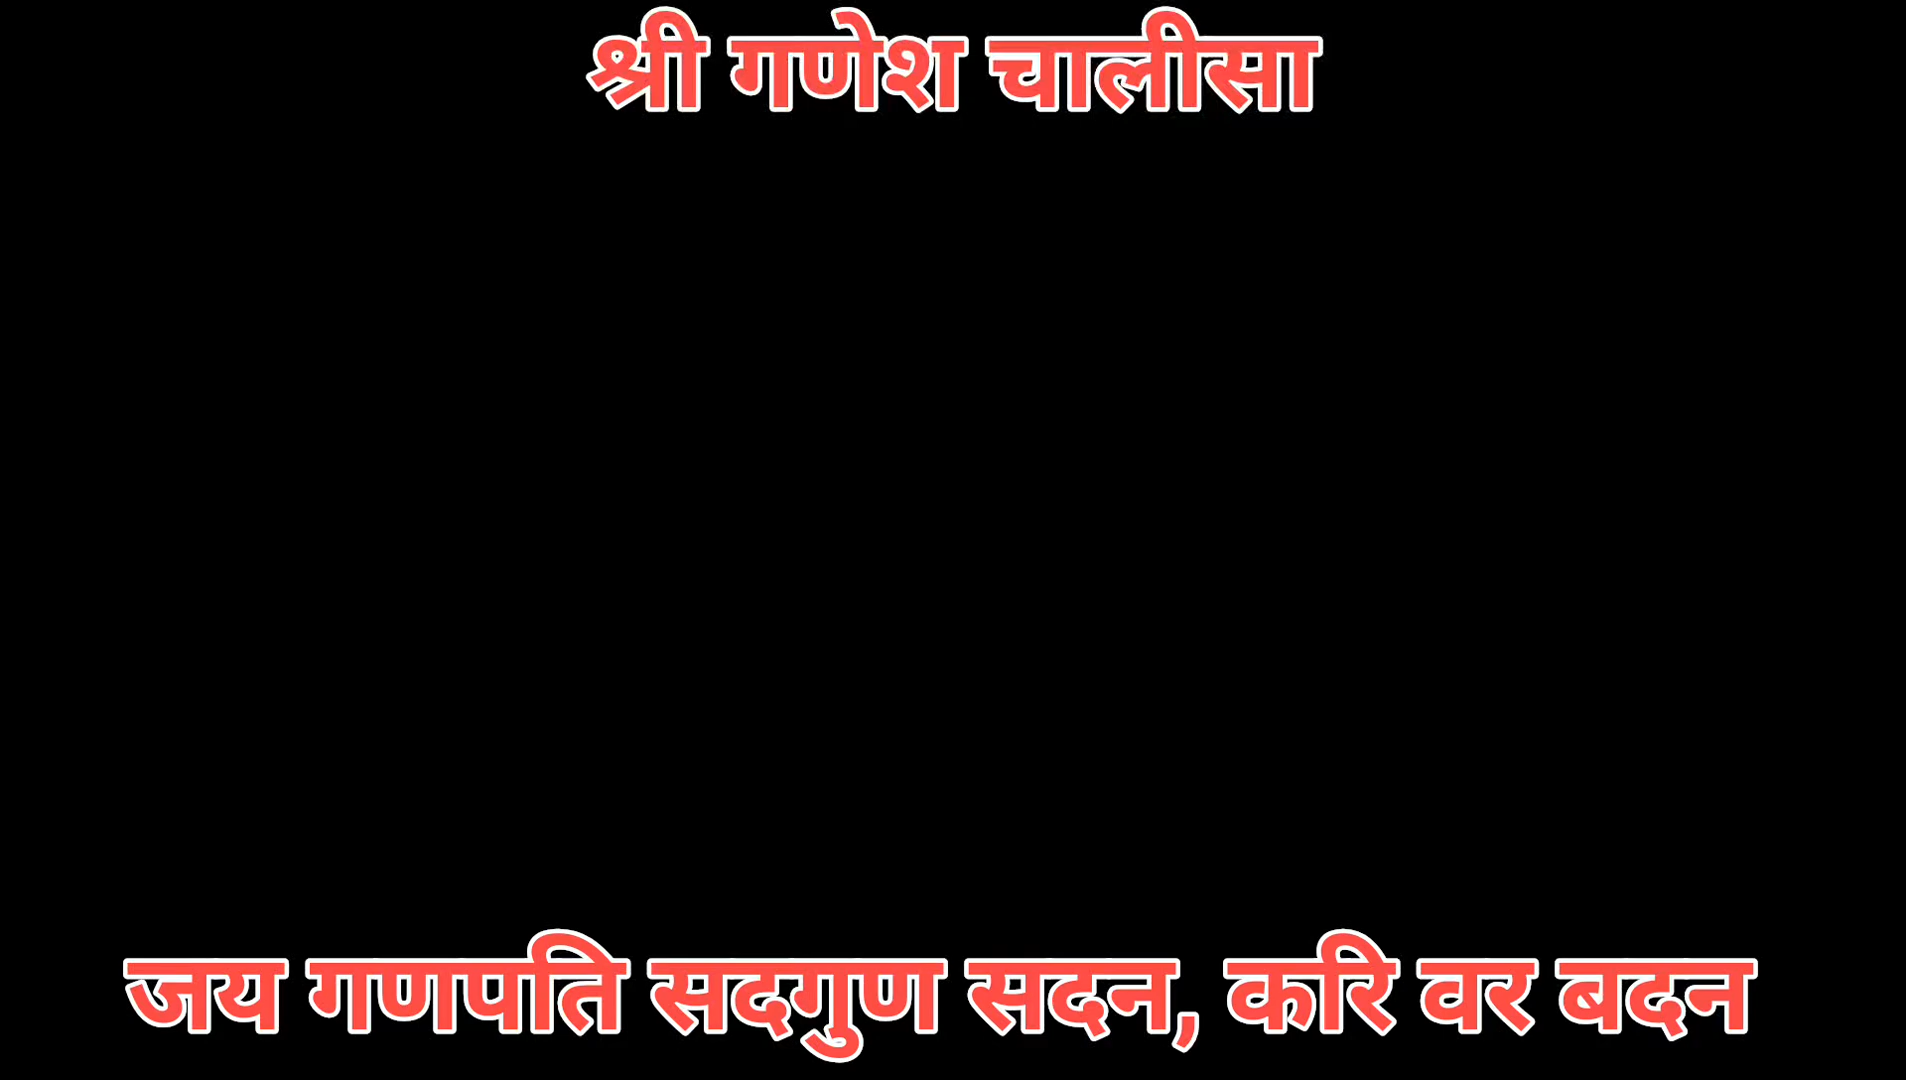 श्री गणेश चालीसा
जय गणपति सदगुण सदन, करि वर बदन